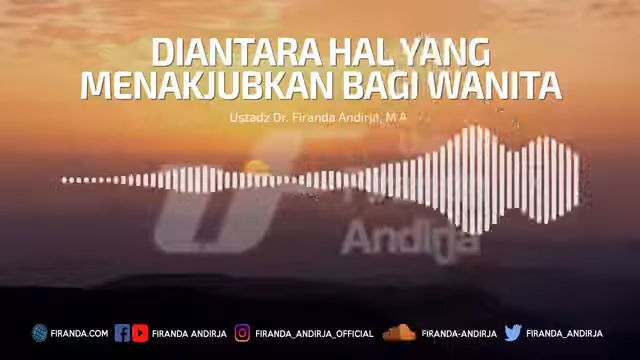 DIANTARA HAL YANG
MENAKJUBKAN BAGI WANITA
Ustadz Dr. Firanda Andirja, M.A
Andirja
FIRANDA.COM FIRANDA ANDIRJA FIRANDA_ANDIRJA_OFFICIAL FIRANDA-ANDIRJA FIRANDA_ANDIRJA